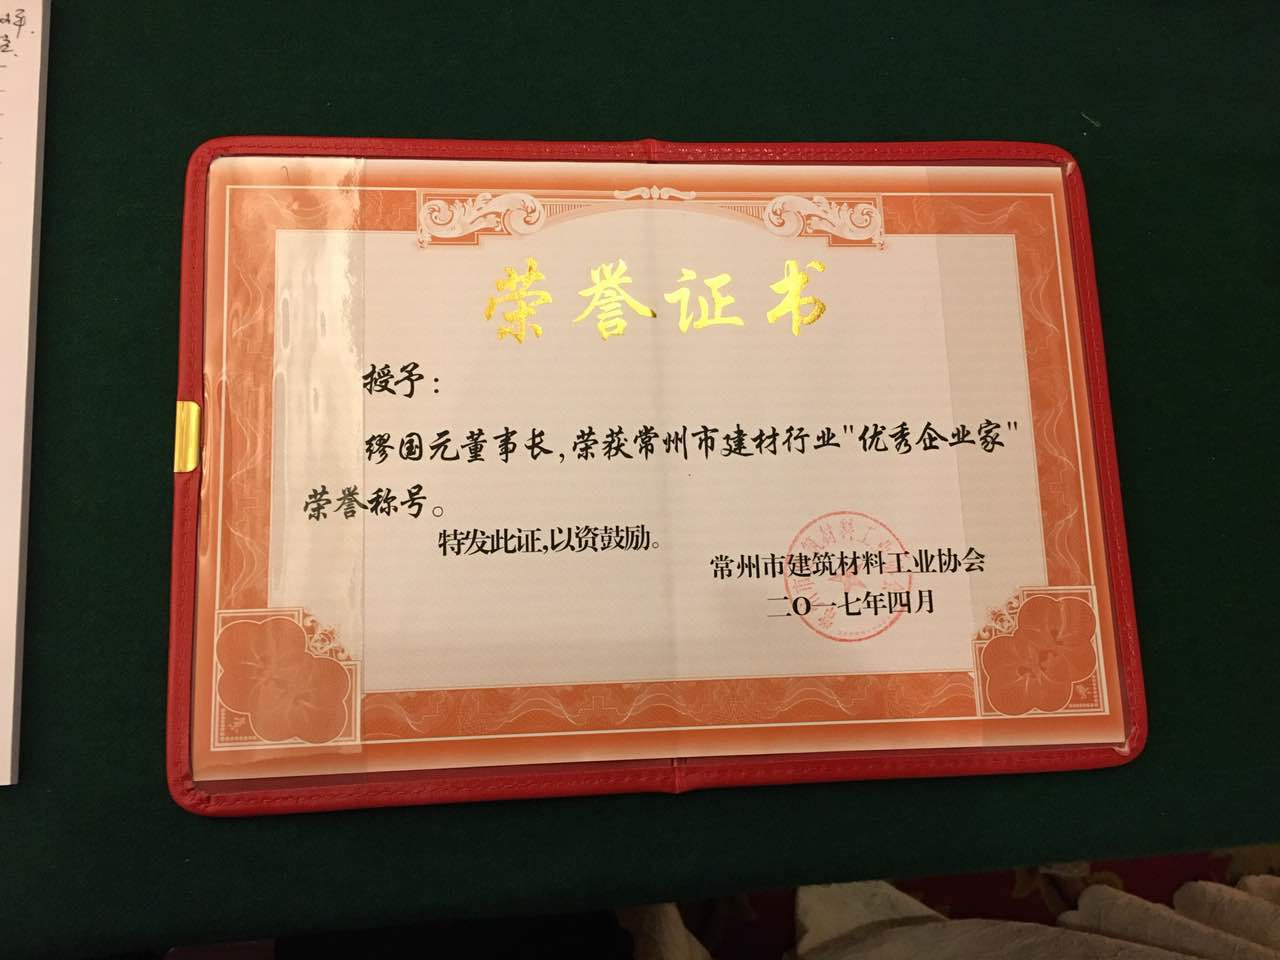 荣誉证书
授予：
缪国元董事长，荣获常州市建材行业"优秀企业家"
荣誉称号。
特发此证，以资鼓励。
常州市建筑材料工业协会
二〇一七年四月